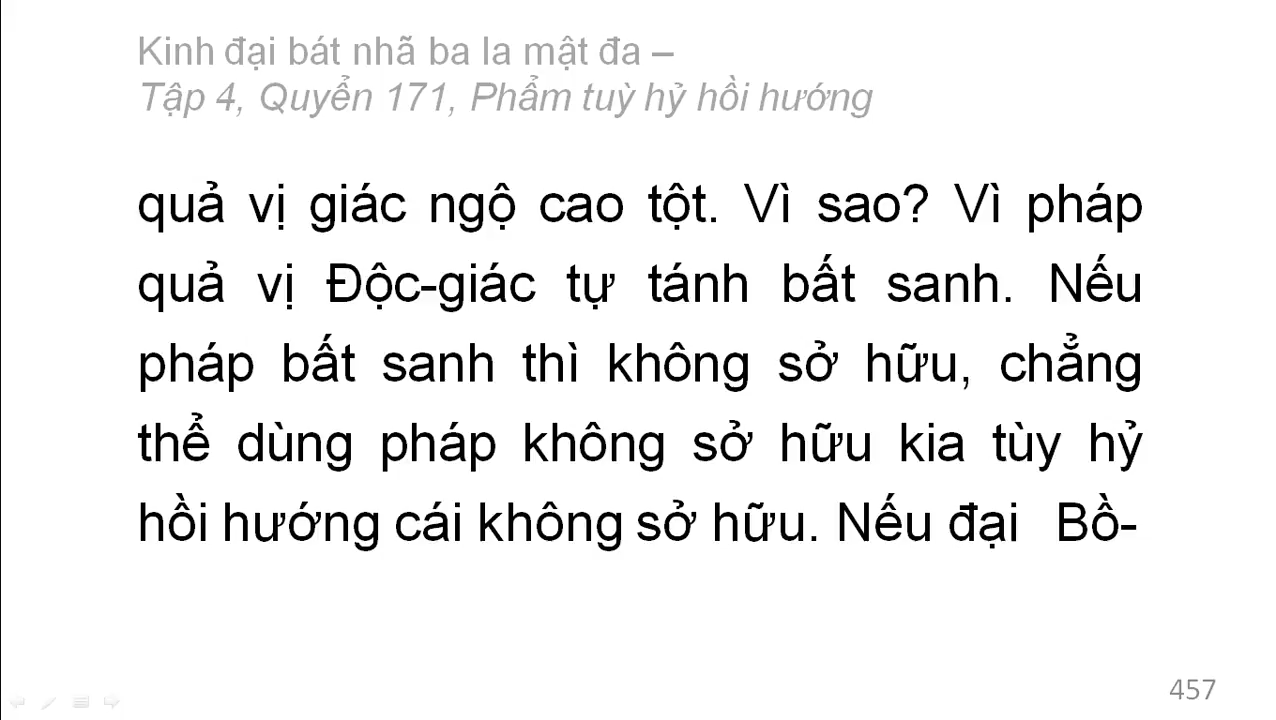 Kinh đại bát nhã ba la mật đa –
Tập 4, Quyển 171, Phẩm tuỳ hỷ hồi hướng
quả vị giác ngộ cao tột. Vì sao? Vì pháp
quả vị Độc-giác tự tánh bất sanh. Nếu
pháp bất sanh thì không sở hữu, chẳng
thể dùng pháp không sở hữu kia tùy hỷ
hồi hướng cái không sở hữu. Nếu đại Bồ-
457